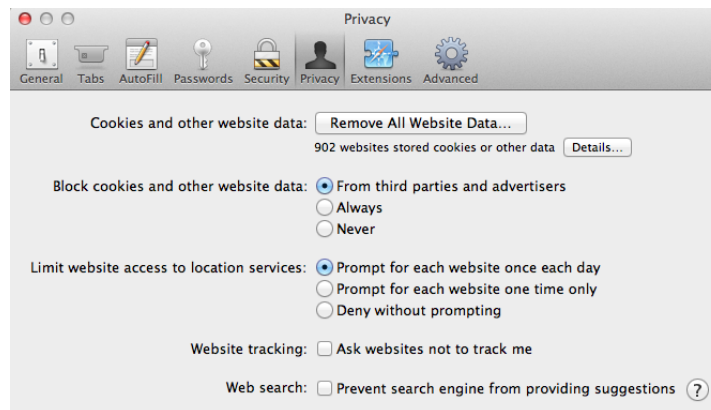 Privacy
General Tabs AutoFill Passwords Security Privacy Extensions Advanced
Cookies and other website data: Remove All Website Data...
902 websites stored cookies or other data Details...
Block cookies and other website data: From third parties and advertisers
Always
Never
Limit website access to location services: Prompt for each website once each day
Prompt for each website one time only
Deny without prompting
Website tracking: Ask websites not to track me
Web search: Prevent search engine from providing suggestions ?